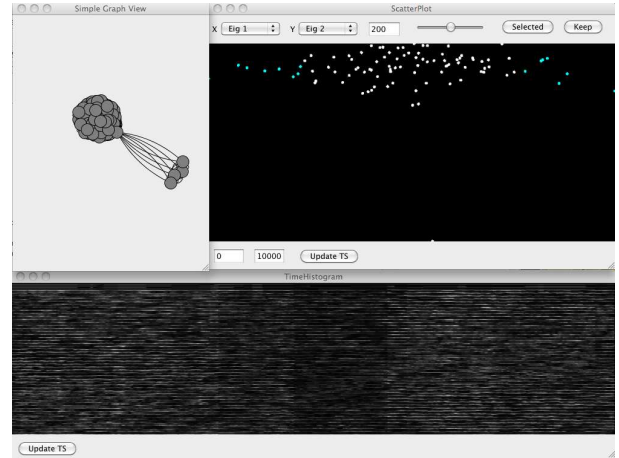 Simple Graph View
ScatterPlot
X Eig 1 Y Eig 2 200 Selected Keep
0 10000 Update TS
TimeHistogram
Update TS